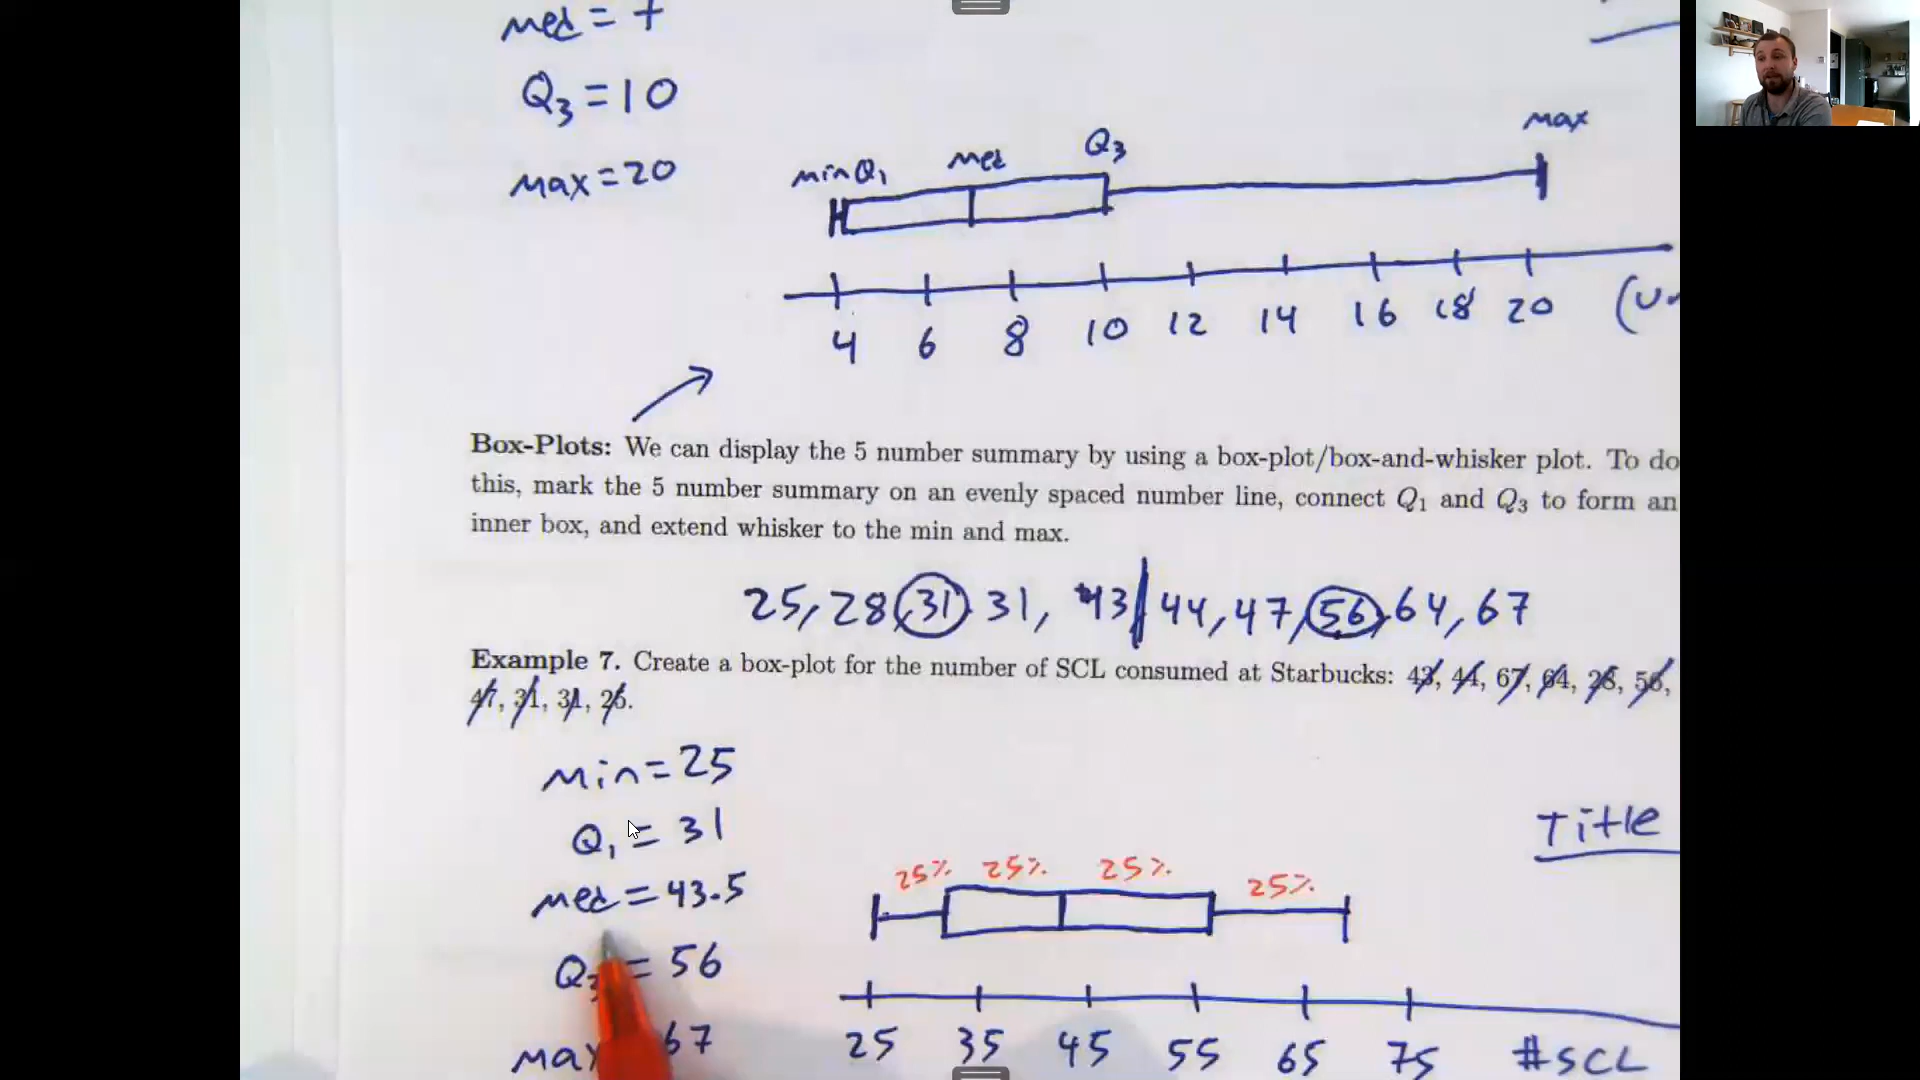 med = 7
Q3 = 10
max = 20
min Q1 med Q3 max
4 6 8 10 12 14 16 18 20
Box-Plots: We can display the 5 number summary by using a box-plot/box-and-whisker plot. To do
this, mark the 5 number summary on an evenly spaced number line, connect Q1 and Q3 to form an
inner box, and extend whisker to the min and max.
25, 28, 31, 31, 43 | 44, 47, 56, 64, 67
Example 7. Create a box-plot for the number of SCL consumed at Starbucks: 43, 44, 67, 64, 28, 56,
47, 31, 31, 25.
min = 25
Q1 = 31
med = 43.5
Q3 = 56
max 67
Title
25% 25% 25% 25%
25 35 45 55 65 75 #SCL